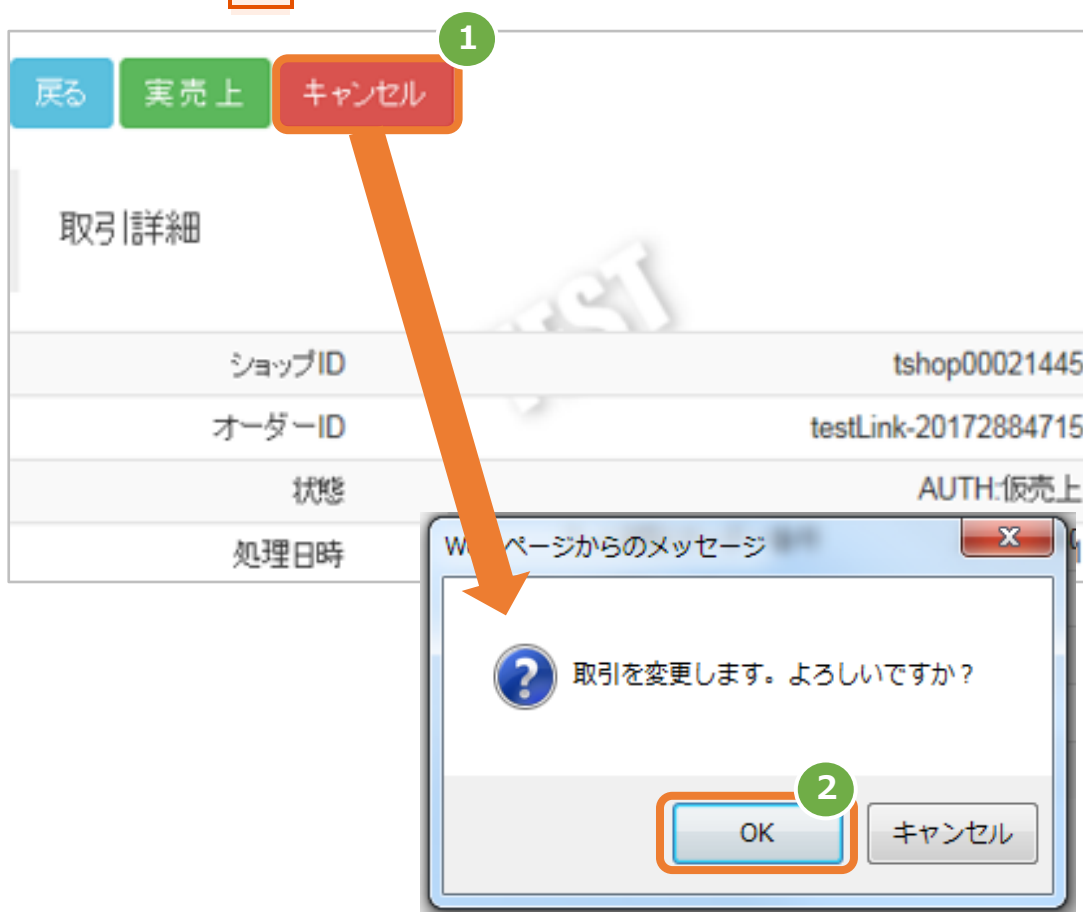 1
戻る 実売上 キャンセル
取引詳細
TEST
ショップID tshop00021445
オーダーID testLink-20172884715
状態 AUTH:仮売上
処理日時
ページからのメッセージ
x
取引を変更します。よろしいですか？
2
OK キャンセル